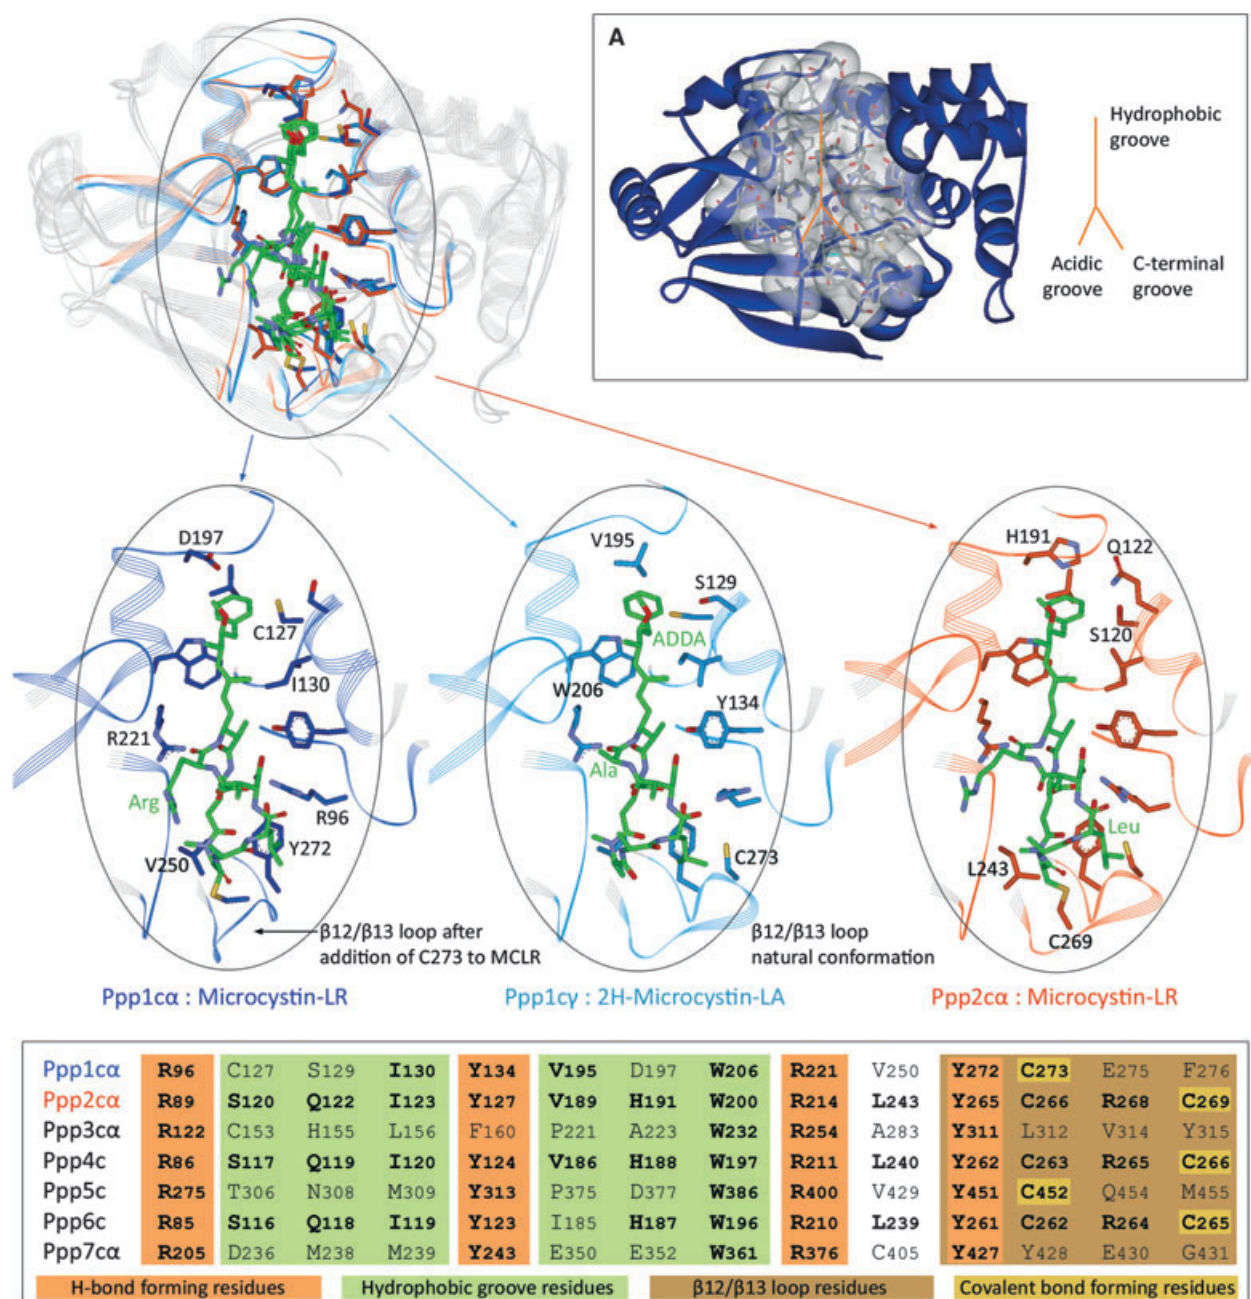 A
Hydrophobic
groove
Acidic
groove
C-terminal
groove
D197
C127
I130
R221
Arg
R96
V250
Y272
β12/β13 loop after
addition of C273 to MCLR
Ppp1cα : Microcystin-LR
V195
S129
ADDA
W206
Y134
Ala
C273
β12/β13 loop
natural conformation
Ppp1cγ : 2H-Microcystin-LA
H191
Q122
S120
Leu
L243
C269
Ppp2cα : Microcystin-LR
Ppp1cα R96 C127 S129 I130 Y134 V195 D197 W206 R221 V250 Y272 C273 E275 F276
Ppp2cα R89 S120 Q122 I123 Y127 V189 H191 W200 R214 L243 Y265 C266 R268 C269
Ppp3cα R122 C153 H155 L156 F160 P221 A223 W232 R254 A283 Y311 L312 V314 Y315
Ppp4c R86 S117 Q119 I120 Y124 V186 H188 W197 R211 L240 Y262 C263 R265 C266
Ppp5c R275 T306 N308 M309 Y313 P375 D377 W386 R400 V429 Y451 C452 Q454 M455
Ppp6c R85 S116 Q118 I119 Y123 I185 H187 W196 R210 L239 Y261 C262 R264 C265
Ppp7cα R205 D236 M238 M239 Y243 E350 E352 W361 R376 C405 Y427 Y428 E430 G431
H-bond forming residues Hydrophobic groove residues β12/β13 loop residues Covalent bond forming residues